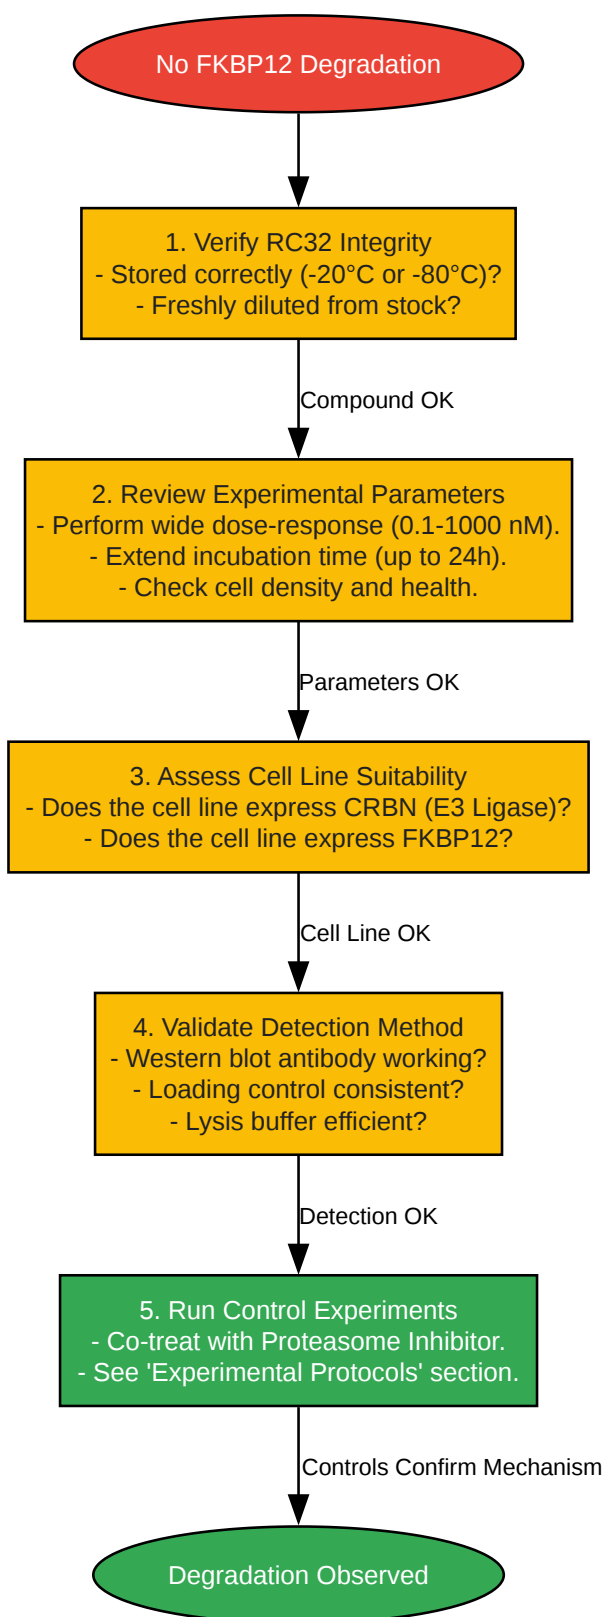 No FKBP12 Degradation
1. Verify RC32 Integrity
- Stored correctly (-20°C or -80°C)?
- Freshly diluted from stock?
Compound OK
2. Review Experimental Parameters
- Perform wide dose-response (0.1-1000 nM).
- Extend incubation time (up to 24h).
- Check cell density and health.
Parameters OK
3. Assess Cell Line Suitability
- Does the cell line express CRBN (E3 Ligase)?
- Does the cell line express FKBP12?
Cell Line OK
4. Validate Detection Method
- Western blot antibody working?
- Loading control consistent?
- Lysis buffer efficient?
Detection OK
5. Run Control Experiments
- Co-treat with Proteasome Inhibitor.
- See 'Experimental Protocols' section.
Controls Confirm Mechanism
Degradation Observed